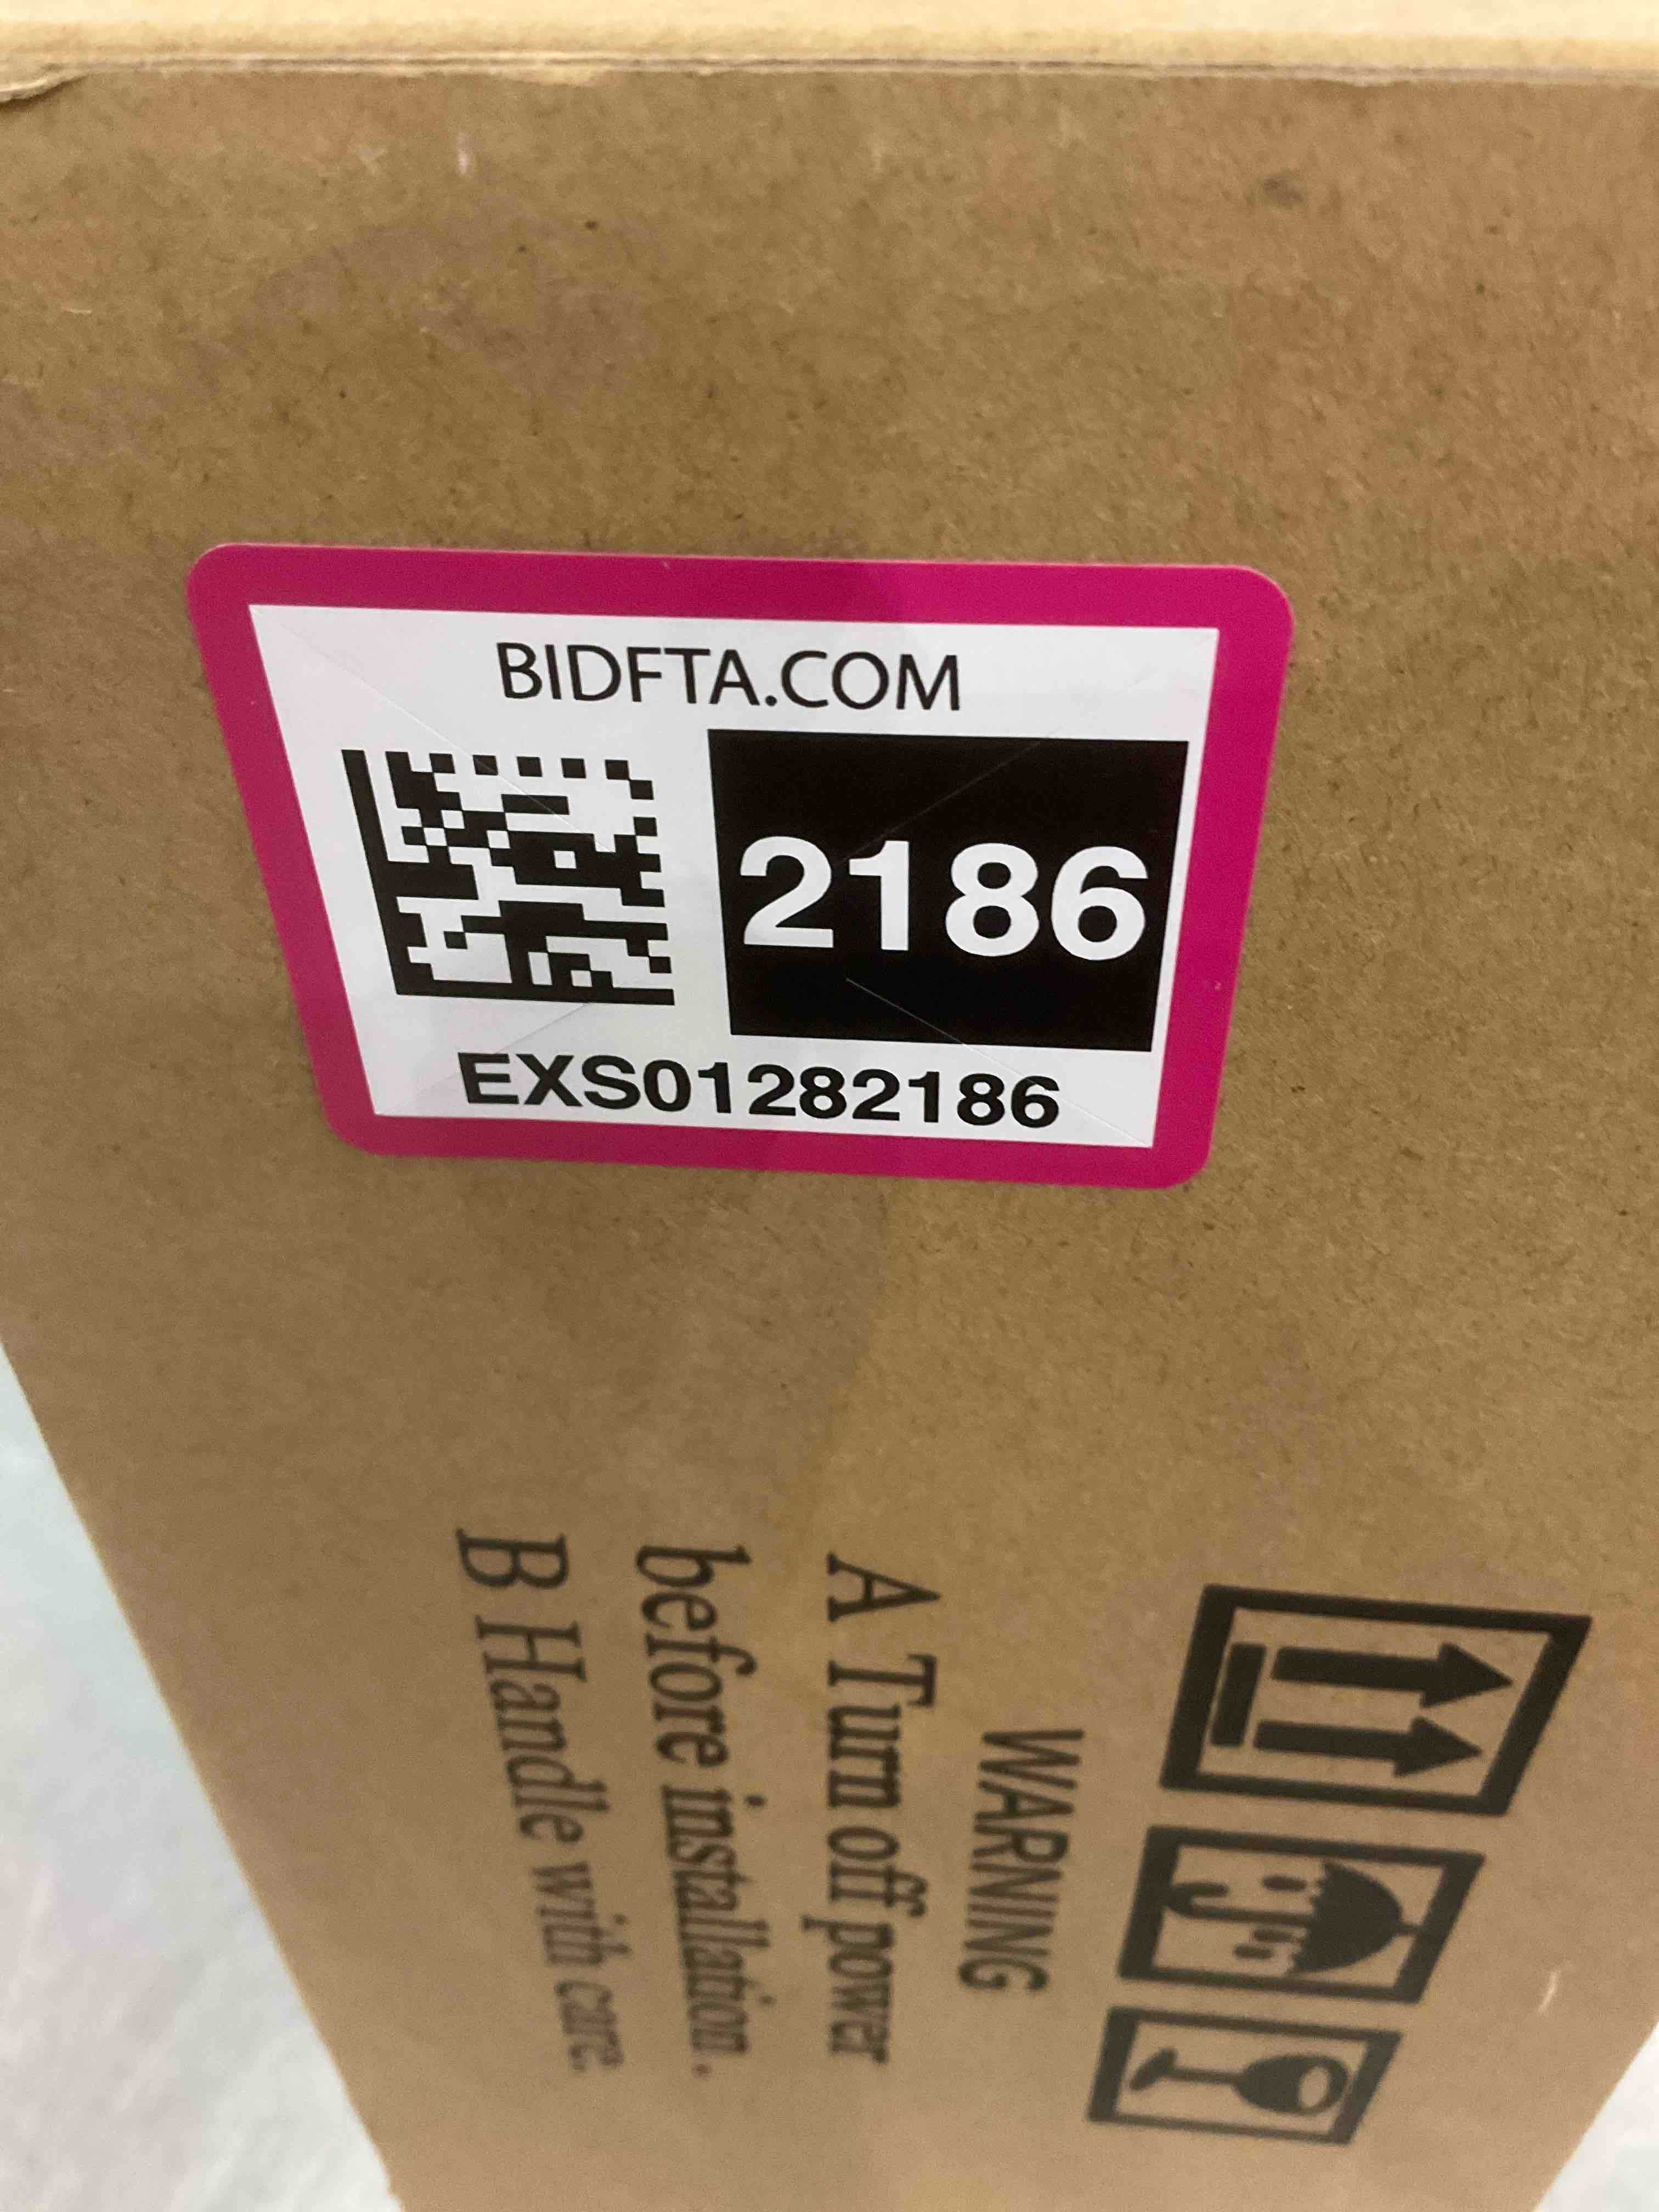 BIDFTA.COM
2186
EXS01282186
WARNING
A Turn off power
before installation.
B Handle with care.